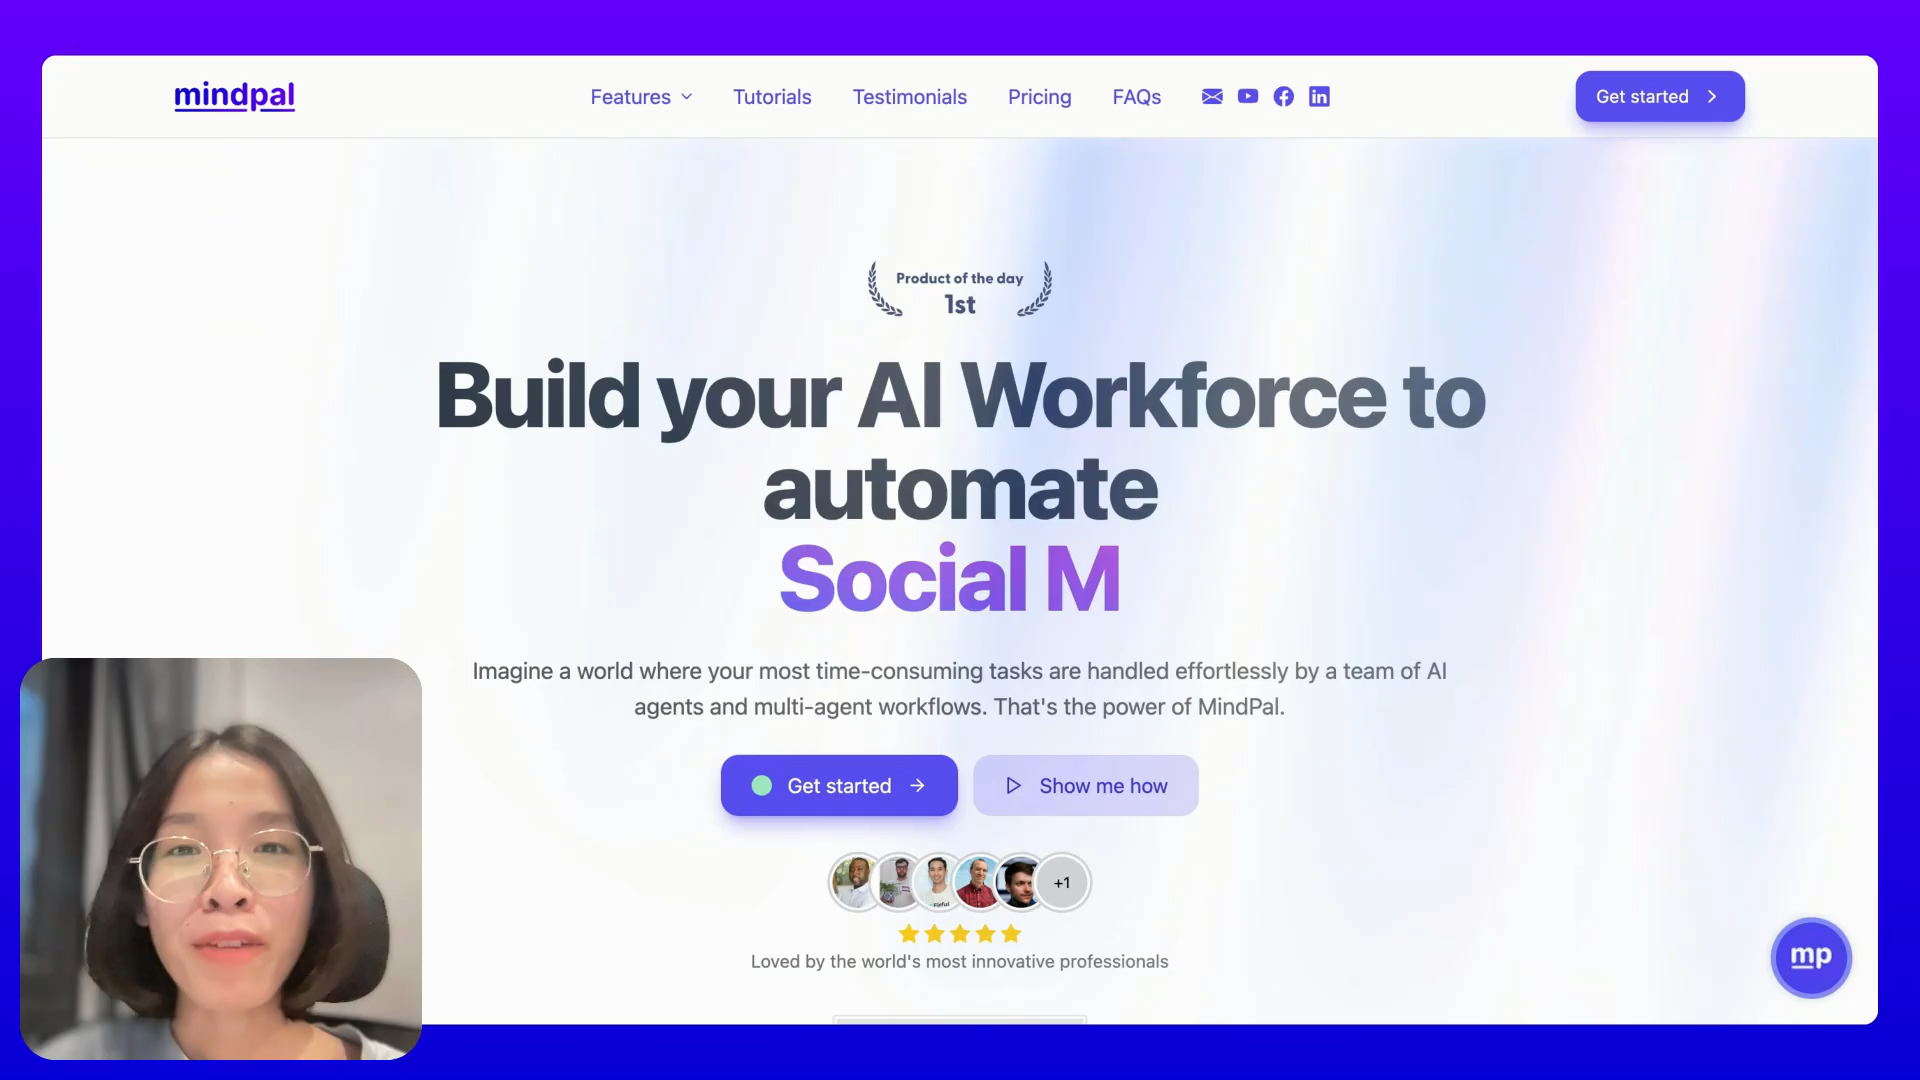 mindpal
Features
Tutorials
Testimonials
Pricing
FAQs
Get started
Product of the day
1st
Build your AI Workforce to
automate
Social M
Imagine a world where your most time-consuming tasks are handled effortlessly by a team of AI
agents and multi-agent workflows. That's the power of MindPal.
Get started
Show me how
+1
Loved by the world's most innovative professionals
mp